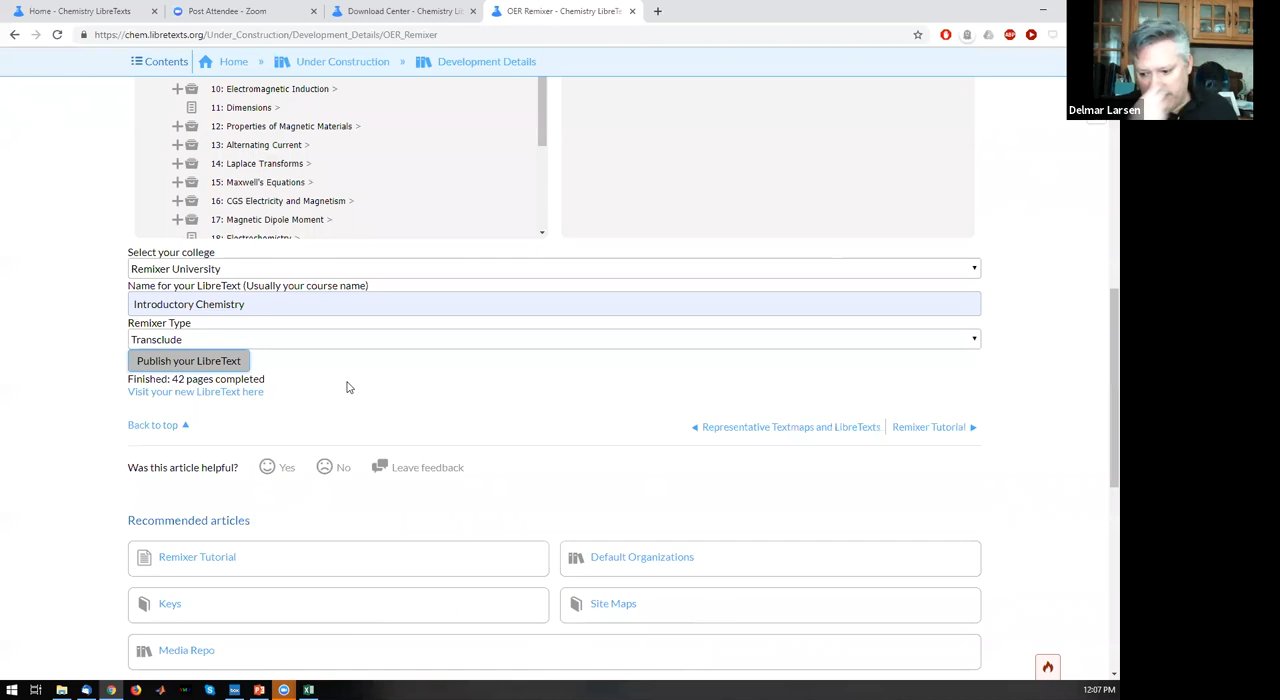 Home - Chemistry LibreTexts
Post Attendee - Zoom
Download Center - Chemistry Lib
OER Remixer - Chemistry LibreTe
https://chem.libretexts.org/Under_Construction/Development_Details/OER_Remixer
ABP
Contents Home » Under Construction » Development Details
Delmar Larsen
10: Electromagnetic Induction >
11: Dimensions >
12: Properties of Magnetic Materials >
13: Alternating Current >
14: Laplace Transforms >
15: Maxwell's Equations >
16: CGS Electricity and Magnetism >
17: Magnetic Dipole Moment >
18: Electrochemistry >
Select your college
Remixer University
Name for your LibreText (Usually your course name)
Introductory Chemistry
Remixer Type
Transclude
Publish your LibreText
Finished: 42 pages completed
Visit your new LibreText here
Back to top ▲
◄ Representative Textmaps and LibreTexts
Remixer Tutorial ►
Was this article helpful? Yes No Leave feedback
Recommended articles
Remixer Tutorial
Default Organizations
Keys
Site Maps
Media Repo
12:07 PM